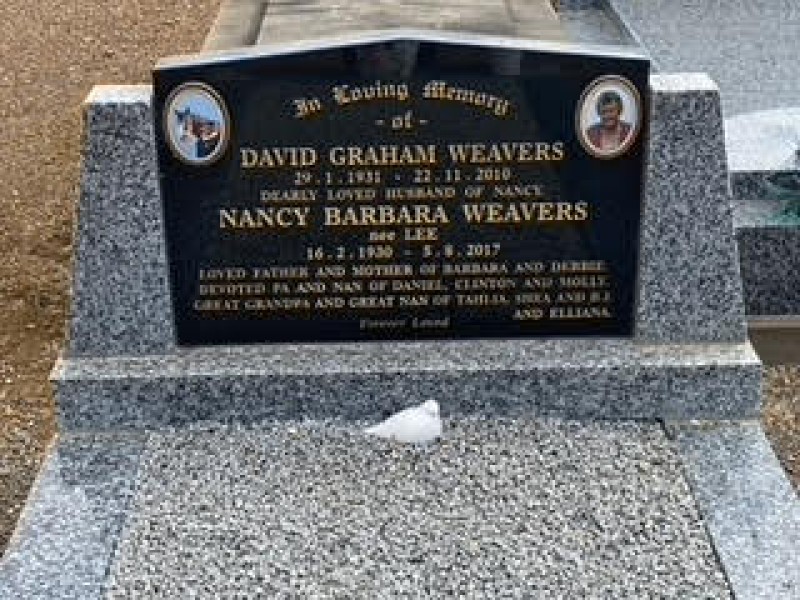 In Loving Memory
- of -
DAVID GRAHAM WEAVERS
29 . 1 . 1931 - 22 . 11 . 2010
DEARLY LOVED HUSBAND OF NANCY.
NANCY BARBARA WEAVERS
nee LEE
16 . 2 . 1930 - 5 . 8 . 2017
LOVED FATHER AND MOTHER OF BARBARA AND DEBBIE.
DEVOTED PA AND NAN OF DANIEL, CLINTON AND MOLLY.
GREAT GRANDPA AND GREAT NAN OF TAHLIA, SHEA AND B.J.
AND ELLIANA.
Forever Loved